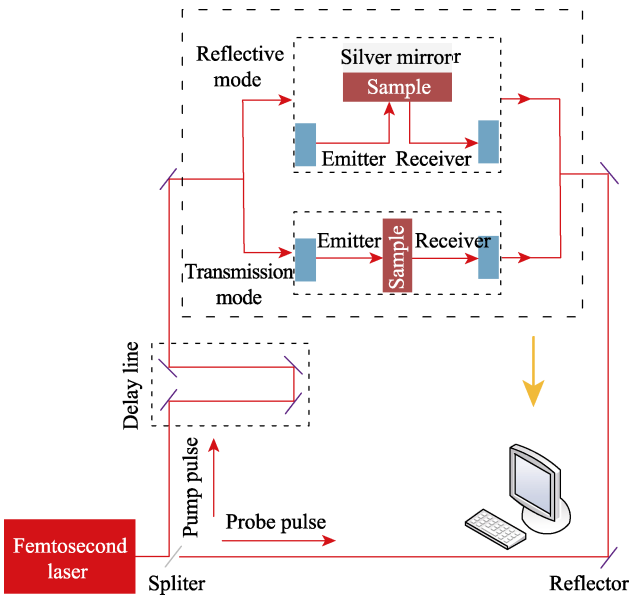 Reflective
mode
Silver mirror
Sample
Emitter
Receiver
Emitter
Sample
Receiver
Transmission
mode
Delay line
Pump pulse
Probe pulse
Femtosecond
laser
Spliter
Reflector